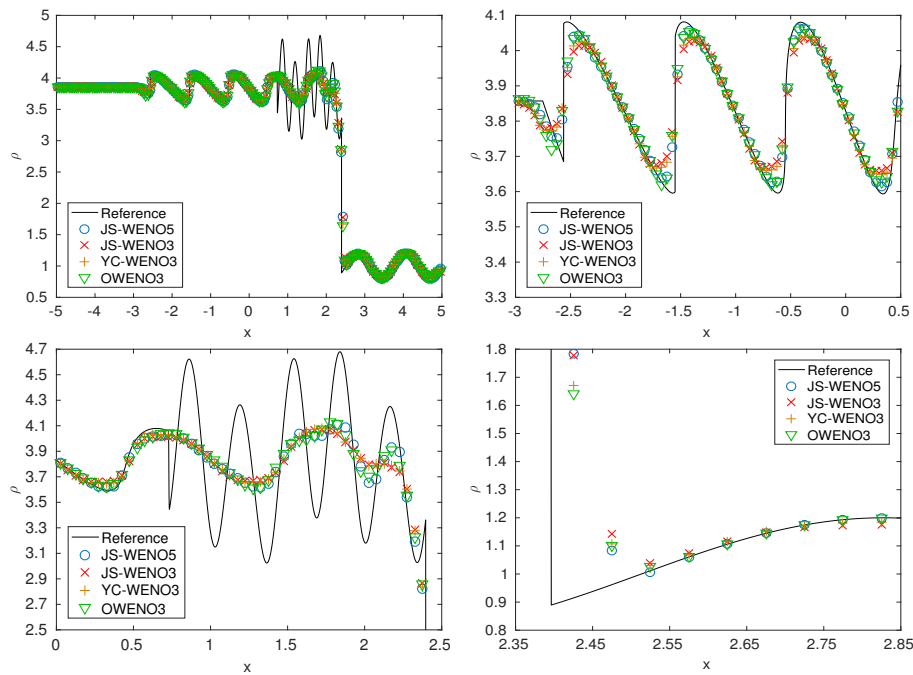 5
4.5
4
3.5
3
2.5
2
1.5
1
0.5
ρ
-5 -4 -3 -2 -1 0 1 2 3 4 5
x
Reference
JS-WENO5
JS-WENO3
YC-WENO3
OWENO3
4.1
4
3.9
3.8
3.7
3.6
3.5
3.4
3.3
ρ
-3 -2.5 -2 -1.5 -1 -0.5 0 0.5
x
Reference
JS-WENO5
JS-WENO3
YC-WENO3
OWENO3
4.7
4.5
4.3
4.1
3.9
3.7
3.5
3.3
3.1
2.9
2.7
2.5
ρ
0 0.5 1 1.5 2 2.5
x
Reference
JS-WENO5
JS-WENO3
YC-WENO3
OWENO3
1.8
1.7
1.6
1.5
1.4
1.3
1.2
1.1
1
0.9
0.8
ρ
2.35 2.45 2.55 2.65 2.75 2.85
x
Reference
JS-WENO5
JS-WENO3
YC-WENO3
OWENO3